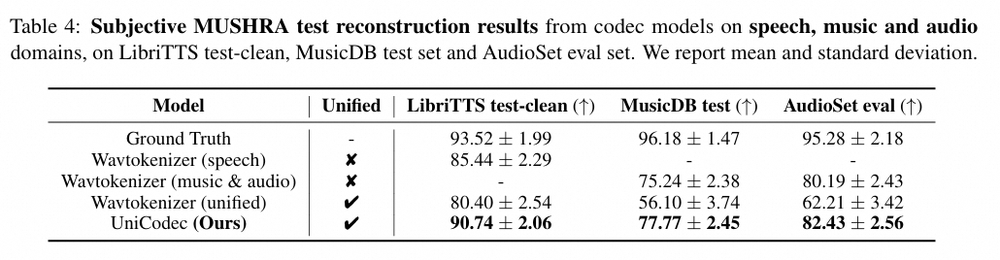 Table 4: Subjective MUSHRA test reconstruction results from codec models on speech, music and audio
domains, on LibriTTS test-clean, MusicDB test set and AudioSet eval set. We report mean and standard deviation.
Model Unified LibriTTS test-clean (↑) MusicDB test (↑) AudioSet eval (↑)
Ground Truth - 93.52 ± 1.99 96.18 ± 1.47 95.28 ± 2.18
Wavtokenizer (speech) ✘ 85.44 ± 2.29 - -
Wavtokenizer (music & audio) ✘ - 75.24 ± 2.38 80.19 ± 2.43
Wavtokenizer (unified) ✔ 80.40 ± 2.54 56.10 ± 3.74 62.21 ± 3.42
UniCodec (Ours) ✔ 90.74 ± 2.06 77.77 ± 2.45 82.43 ± 2.56